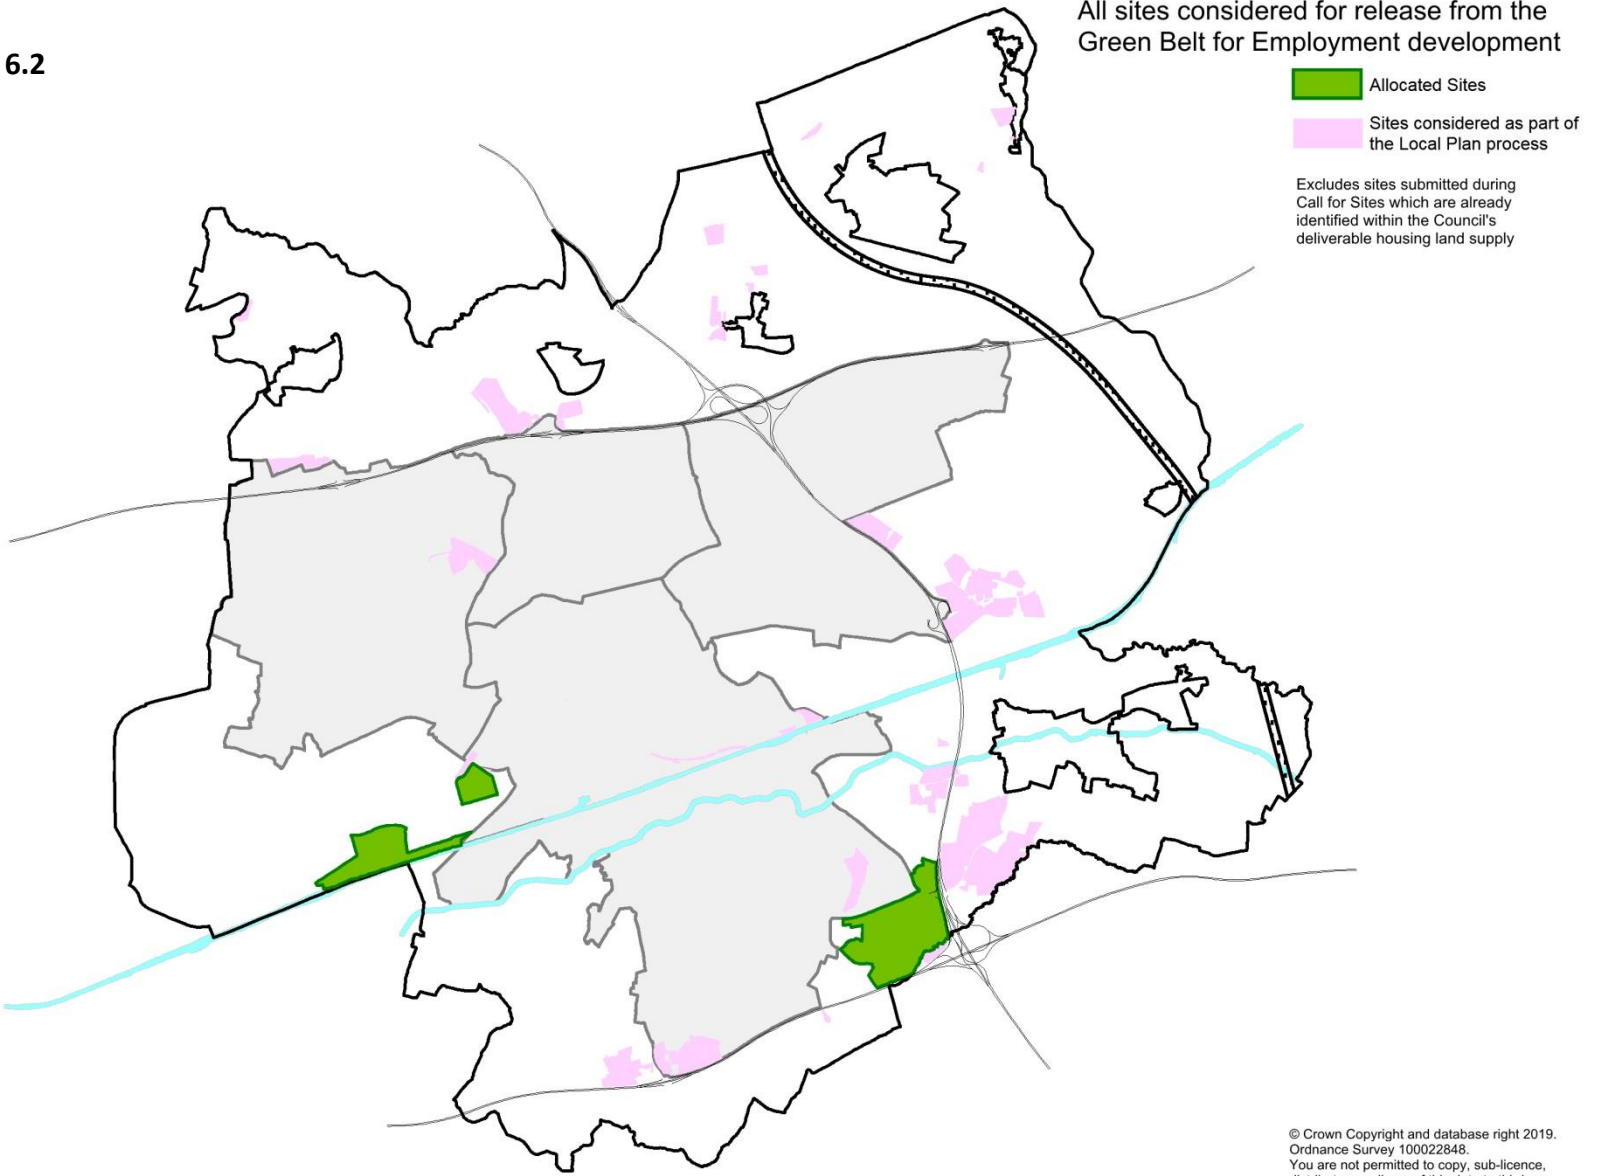 All sites considered for release from the
Green Belt for Employment development
6.2
Allocated Sites
Sites considered as part of
the Local Plan process
Excludes sites submitted during
Call for Sites which are already
identified within the Council's
deliverable housing land supply
© Crown Copyright and database right 2019.
Ordnance Survey 100022848.
You are not permitted to copy, sub-licence,